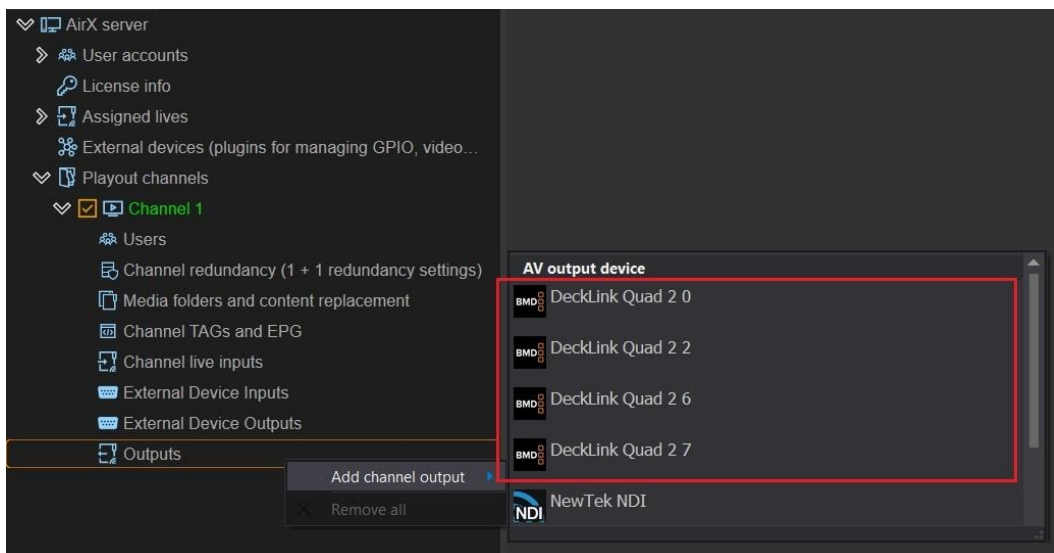 AirX server
User accounts
License info
Assigned lives
External devices (plugins for managing GPIO, video...
Playout channels
Channel 1
Users
Channel redundancy (1 + 1 redundancy settings)
Media folders and content replacement
Channel TAGs and EPG
Channel live inputs
External Device Inputs
External Device Outputs
Outputs
Add channel output
Remove all
AV output device
BMD DeckLink Quad 2 0
BMD DeckLink Quad 2 2
BMD DeckLink Quad 2 6
BMD DeckLink Quad 2 7
NDI NewTek NDI